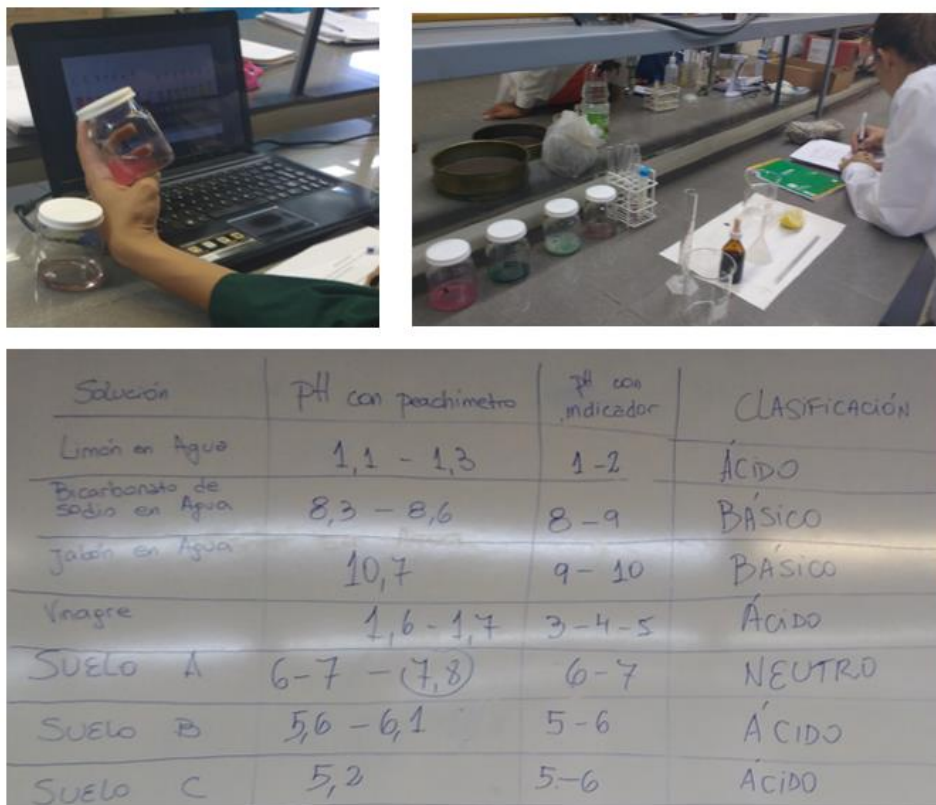 Solución
pH con peachimetro
pH con
indicador
CLASIFICACIÓN
Limón en Agua
1,1 - 1,3
1-2
ÁCIDO
Bicarbonato de
sodio en Agua
8,3 - 8,6
8-9
BÁSICO
Jabón en Agua
10,7
9-10
BÁSICO
Vinagre
1,6-1,7
3-4-5
ÁCIDO
SUELO A
6-7 - 7,8
6-7
NEUTRO
SUELO B
5,6 - 6,1
5-6
ÁCIDO
SUELO C
5,2
5-6
ÁCIDO